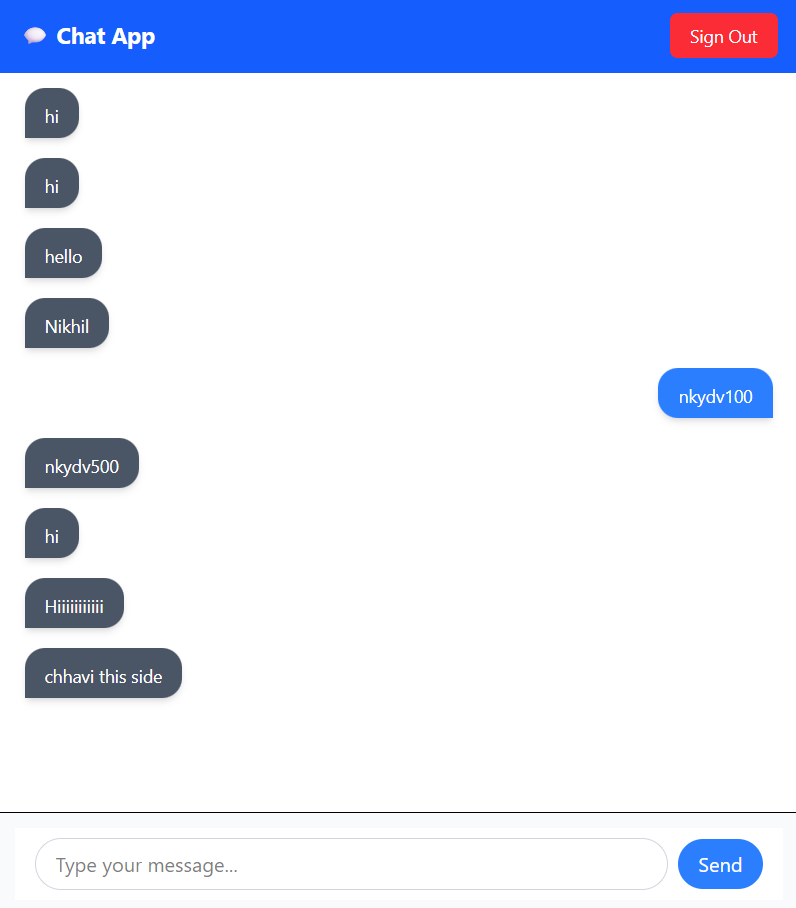 Chat App
Sign Out
hi
hi
hello
Nikhil
nkydv100
nkydv500
hi
Hiiiiiiiiiii
chhavi this side
Type your message...
Send